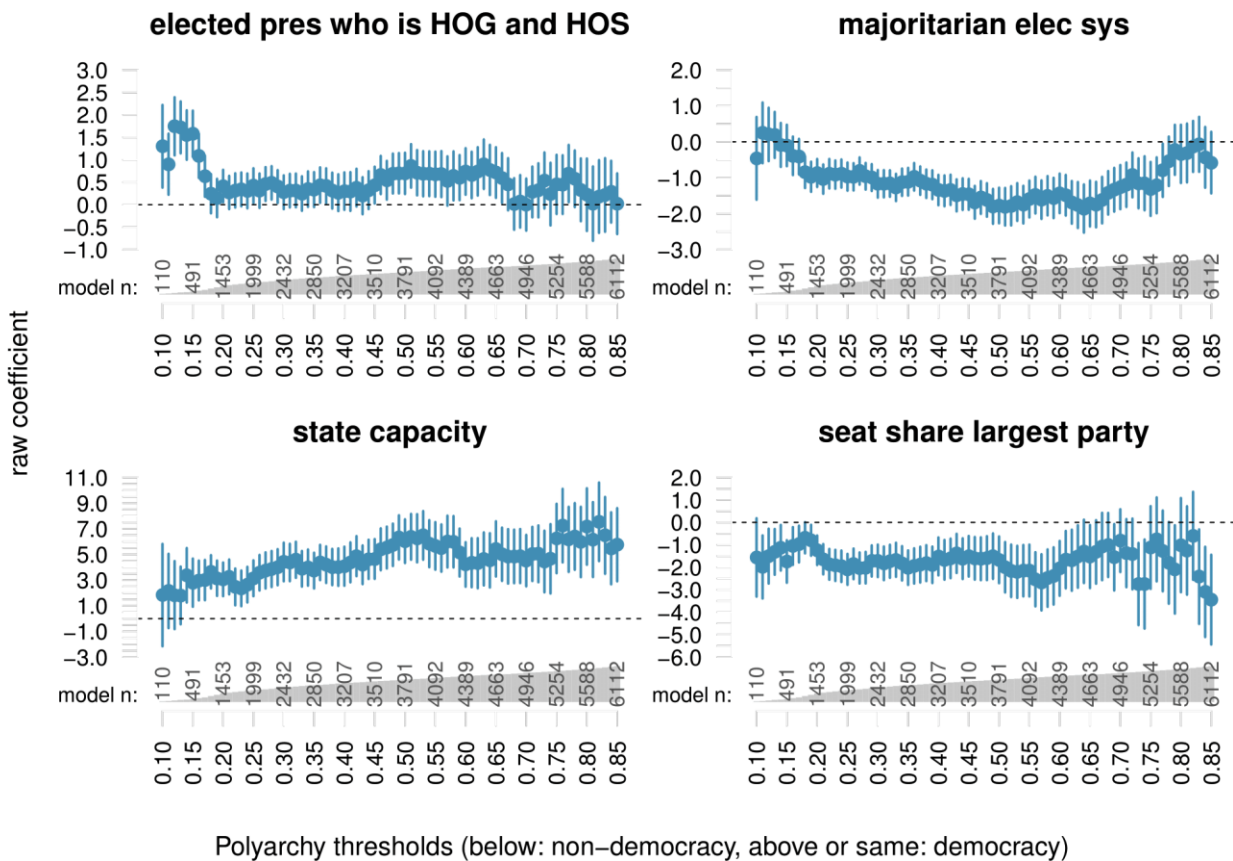 elected pres who is HOG and HOS
3.0
2.5
2.0
1.5
1.0
0.5
0.0
−0.5
−1.0
model n: 110 491 1453 1999 2432 2850 3207 3510 3791 4092 4389 4663 4946 5254 5588 6112
0.10 0.15 0.20 0.25 0.30 0.35 0.40 0.45 0.50 0.55 0.60 0.65 0.70 0.75 0.80 0.85
majoritarian elec sys
2.0
1.0
0.0
−1.0
−2.0
−3.0
model n: 110 491 1453 1999 2432 2850 3207 3510 3791 4092 4389 4663 4946 5254 5588 6112
0.10 0.15 0.20 0.25 0.30 0.35 0.40 0.45 0.50 0.55 0.60 0.65 0.70 0.75 0.80 0.85
raw coefficient
state capacity
11.0
9.0
7.0
5.0
3.0
1.0
−1.0
−3.0
model n: 110 491 1453 1999 2432 2850 3207 3510 3791 4092 4389 4663 4946 5254 5588 6112
0.10 0.15 0.20 0.25 0.30 0.35 0.40 0.45 0.50 0.55 0.60 0.65 0.70 0.75 0.80 0.85
seat share largest party
2.0
1.0
0.0
−1.0
−2.0
−3.0
−4.0
−5.0
−6.0
model n: 110 491 1453 1999 2432 2850 3207 3510 3791 4092 4389 4663 4946 5254 5588 6112
0.10 0.15 0.20 0.25 0.30 0.35 0.40 0.45 0.50 0.55 0.60 0.65 0.70 0.75 0.80 0.85
Polyarchy thresholds (below: non−democracy, above or same: democracy)